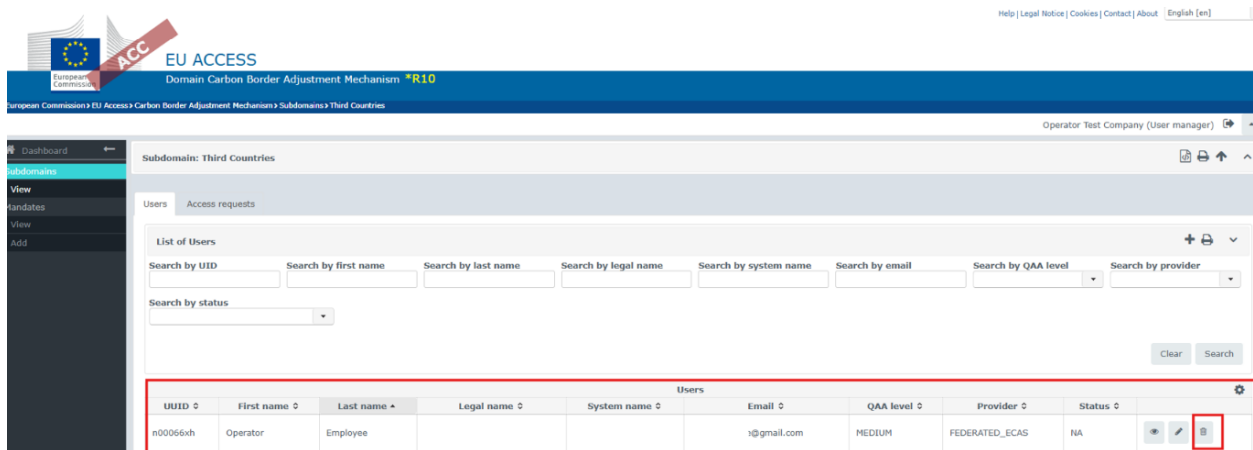 Help | Legal Notice | Cookies | Contact | About English [en]
ACC
European Commission
EU ACCESS
Domain Carbon Border Adjustment Mechanism *R10
European Commission > EU Access > Carbon Border Adjustment Mechanism > Subdomains > Third Countries
Operator Test Company (User manager)
Dashboard
Subdomains
View
Mandates
View
Add
Subdomain: Third Countries
Users Access requests
List of Users
Search by UID Search by first name Search by last name Search by legal name Search by system name Search by email Search by QAA level Search by provider
Search by status
Clear Search
Users
UUID First name Last name Legal name System name Email QAA level Provider Status
n00066xh Operator Employee @gmail.com MEDIUM FEDERATED_ECAS NA